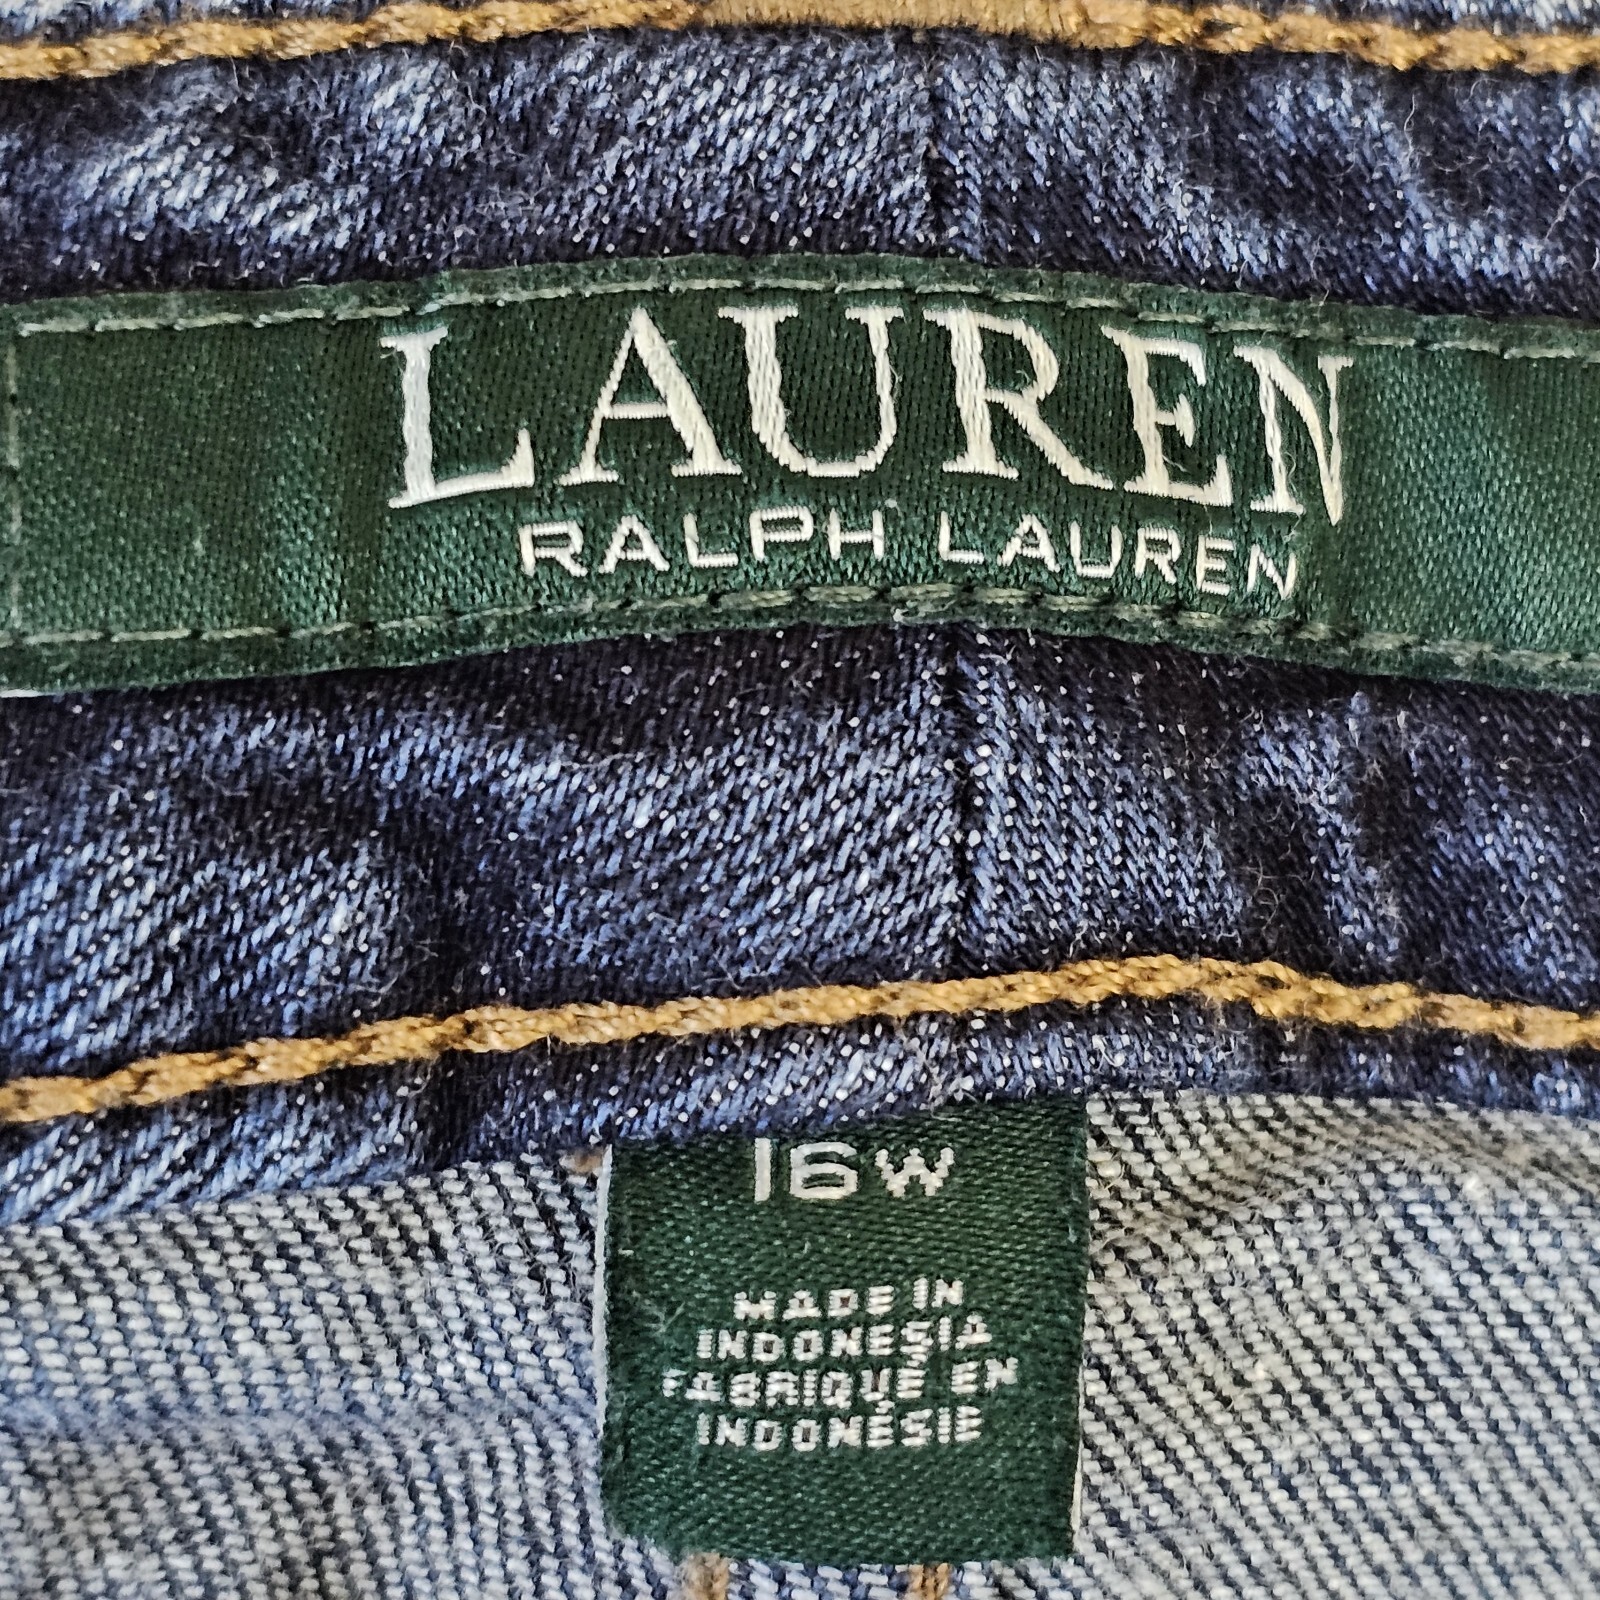 LAUREN
RALPH LAUREN
16W
MADE IN
INDONESIA
FABRIQUÉ EN
INDONÉSIE